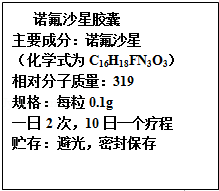 诺氟沙星胶囊
主要成分：诺氟沙星
（化学式为 C16H18FN3O3）
相对分子质量：319
规格：每粒 0.1g
一日 2 次，10 日一个疗程
贮存：避光，密封保存